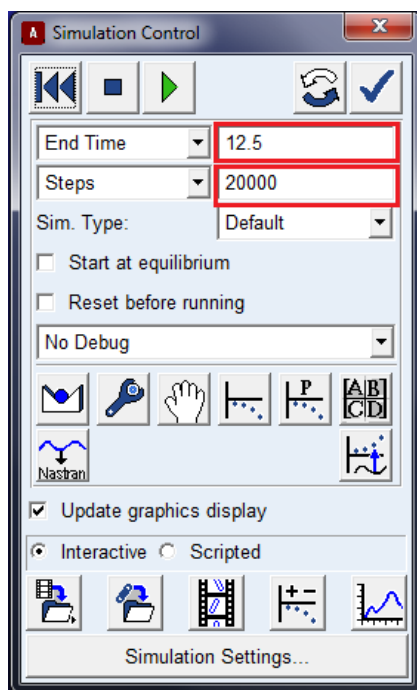 A Simulation Control
End Time 12.5
Steps 20000
Sim. Type: Default
Start at equilibrium
Reset before running
No Debug
P
A B
C D
Nastran
Update graphics display
Interactive Scripted
Simulation Settings...